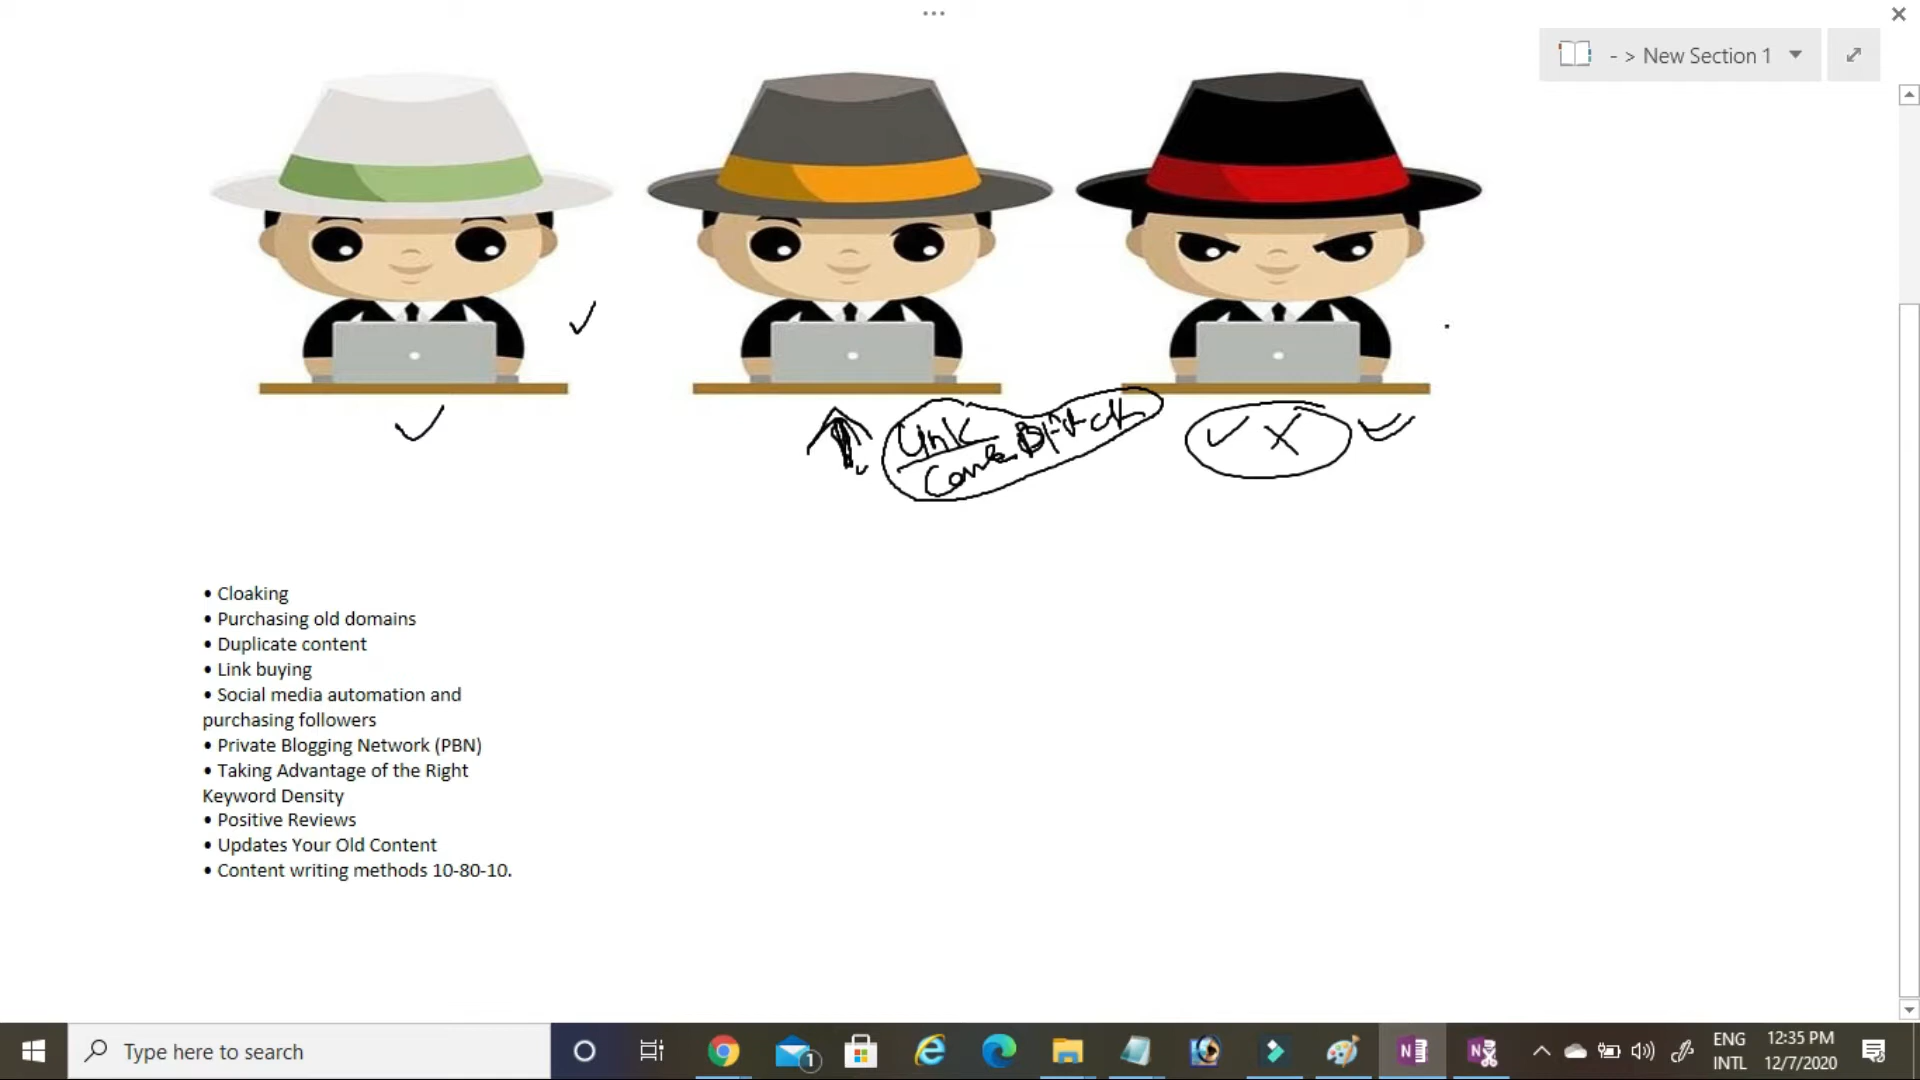 - > New Section 1
• Cloaking
• Purchasing old domains
• Duplicate content
• Link buying
• Social media automation and
purchasing followers
• Private Blogging Network (PBN)
• Taking Advantage of the Right
Keyword Density
• Positive Reviews
• Updates Your Old Content
• Content writing methods 10-80-10.
Type here to search
1
ENG
INTL
12:35 PM
12/7/2020